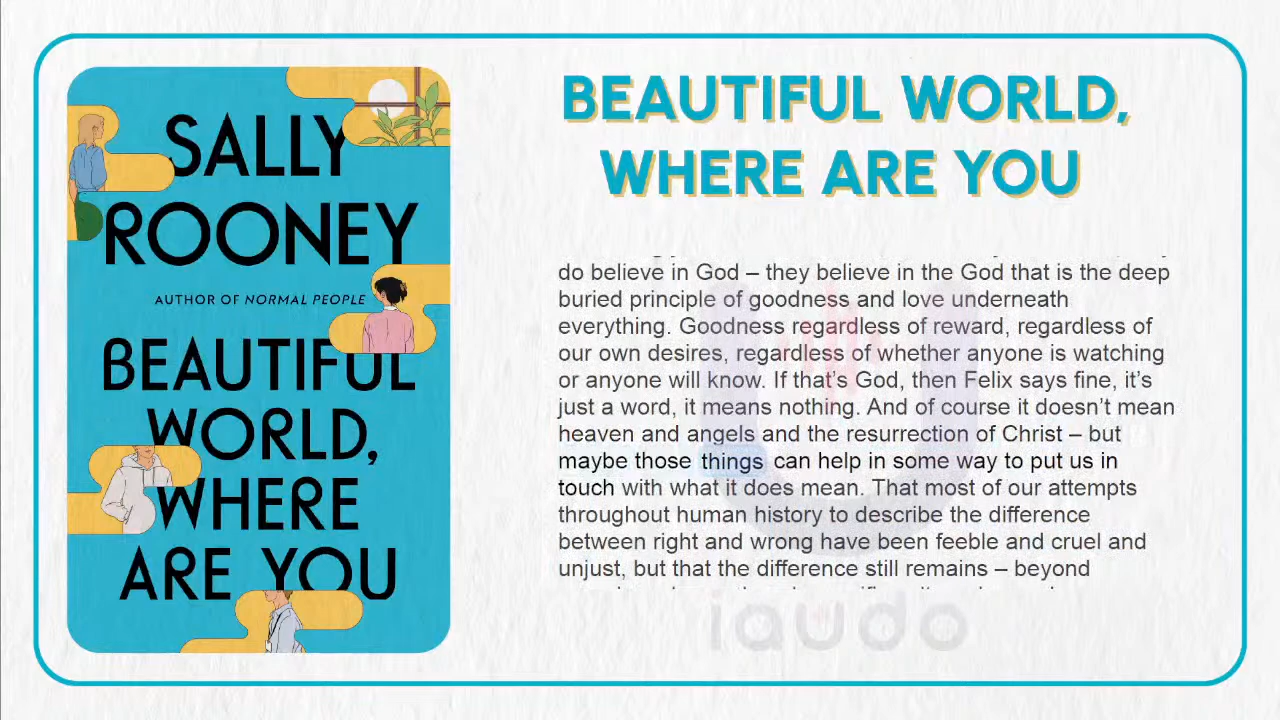 SALLY
ROONEY
AUTHOR OF NORMAL PEOPLE
BEAUTIFUL
WORLD,
WHERE
ARE YOU
BEAUTIFUL WORLD,
WHERE ARE YOU
do believe in God – they believe in the God that is the deep
buried principle of goodness and love underneath
everything. Goodness regardless of reward, regardless of
our own desires, regardless of whether anyone is watching
or anyone will know. If that’s God, then Felix says fine, it’s
just a word, it means nothing. And of course it doesn’t mean
heaven and angels and the resurrection of Christ – but
maybe those things can help in some way to put us in
touch with what it does mean. That most of our attempts
throughout human history to describe the difference
between right and wrong have been feeble and cruel and
unjust, but that the difference still remains – beyond
iaudo